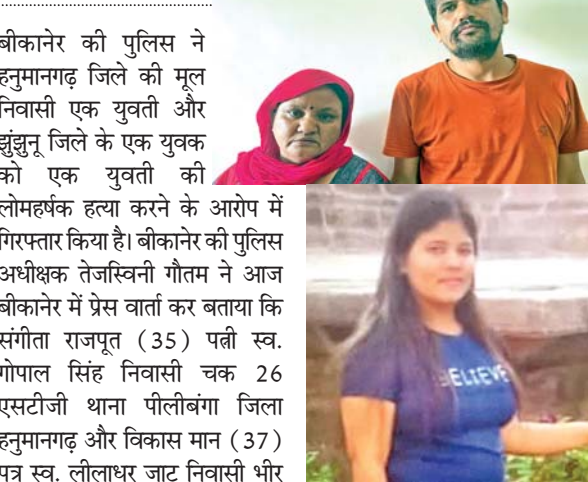 बीकानेर की पुलिस ने
हनुमानगढ़ जिले की मूल
निवासी एक युवती और
झुंझुनू जिले के एक युवक
को एक युवती की
लोमहर्षक हत्या करने के आरोप में
गिरफ्तार किया है। बीकानेर की पुलिस
अधीक्षक तेजस्विनी गौतम ने आज
बीकानेर में प्रेस वार्ता कर बताया कि
संगीता राजपूत (35) पत्नी स्व.
गोपाल सिंह निवासी चक 26
एसटीजी थाना पीलीबंगा जिला
हनुमानगढ़ और विकास मान (37)
पुत्र स्व. लीलाधर जाट निवासी भीर
BELIEVE